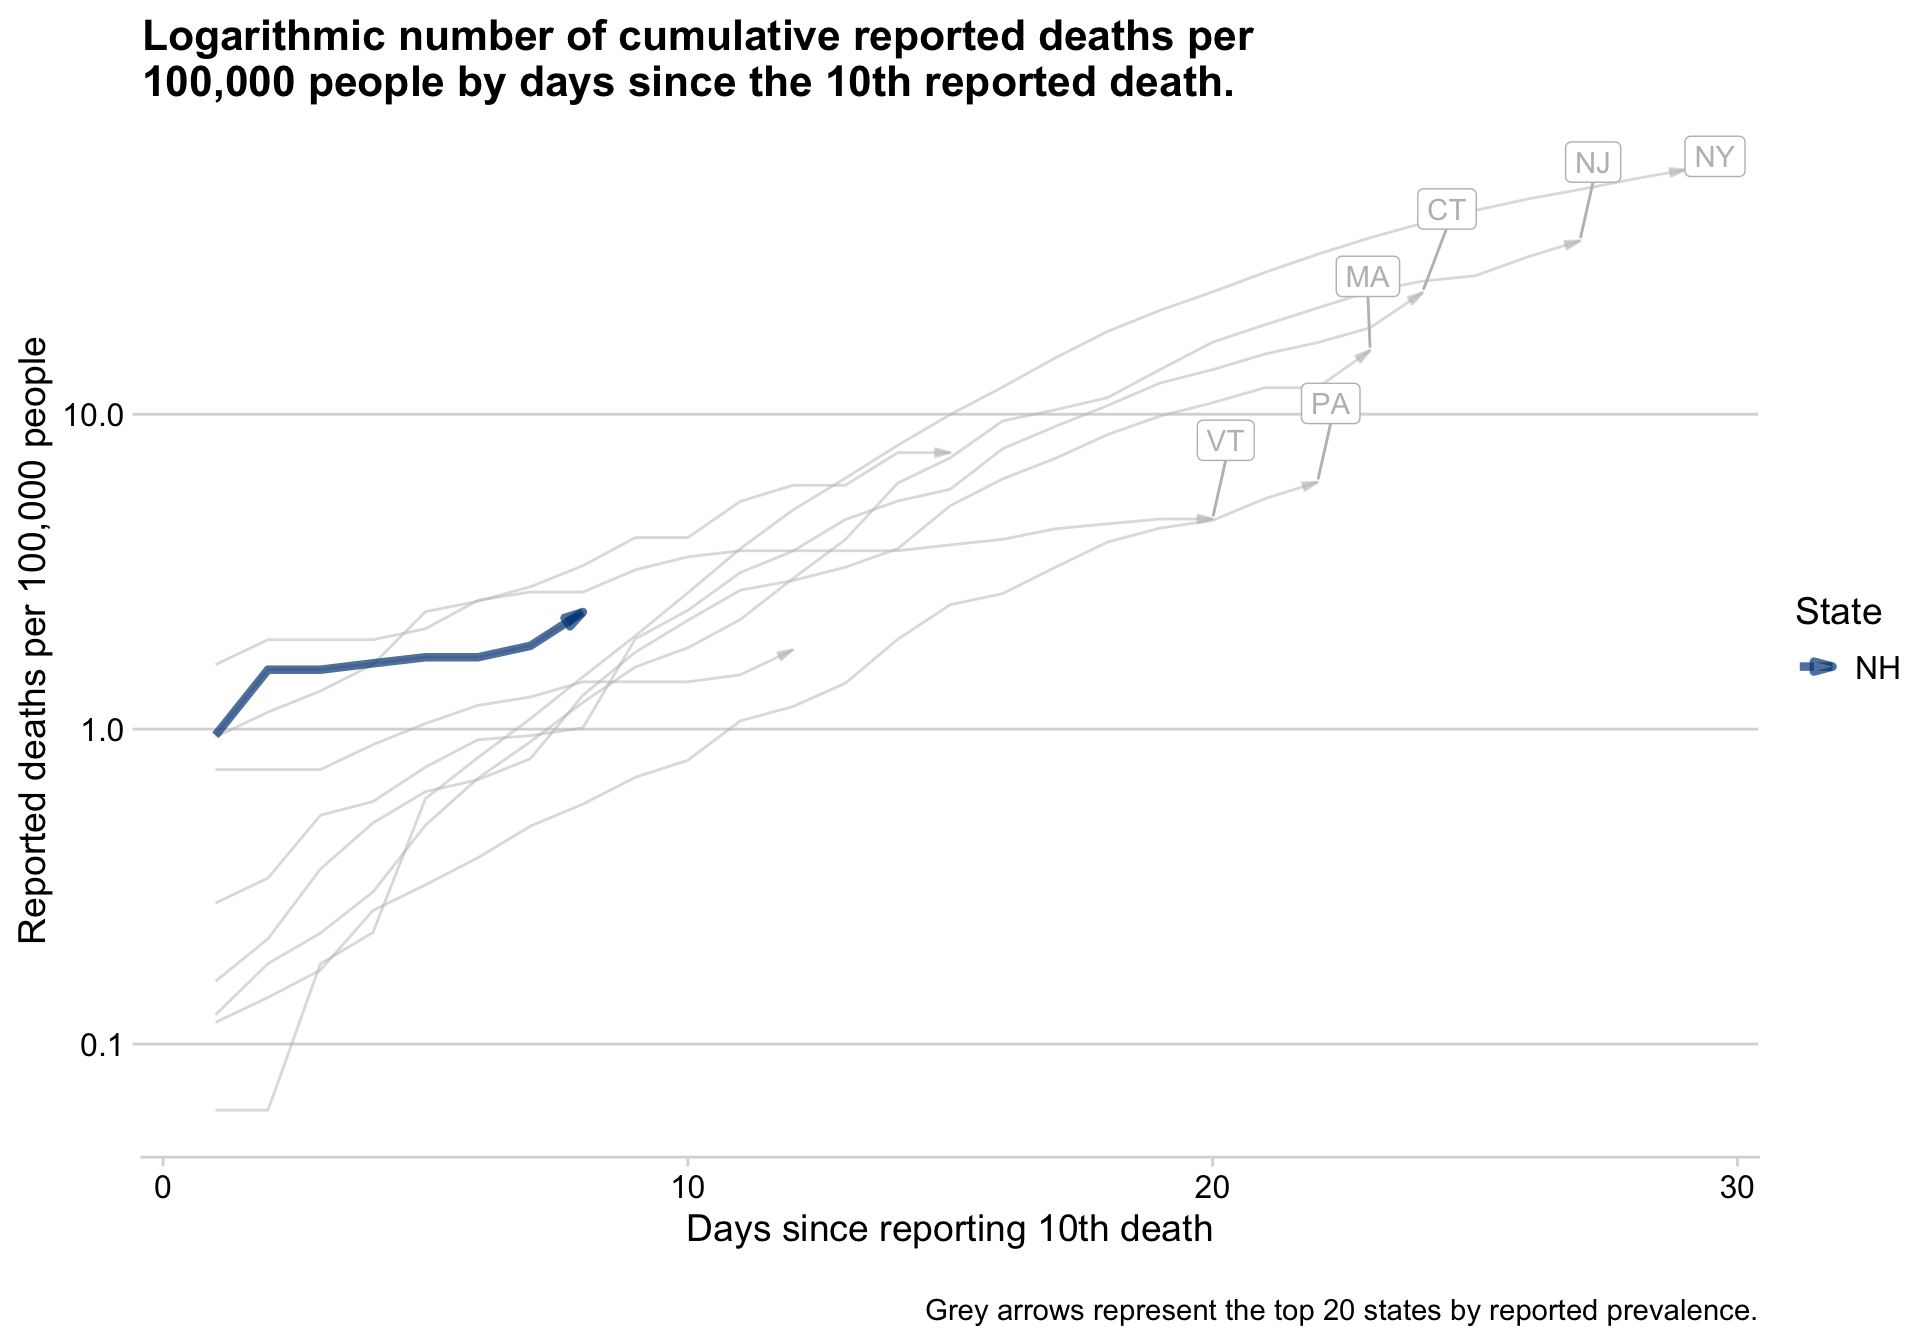 Logarithmic number of cumulative reported deaths per
100,000 people by days since the 10th reported death.
NJ
NY
CT
MA
PA
VT
Reported deaths per 100,000 people
10.0
1.0
0.1
State
NH
0
10
20
30
Days since reporting 10th death
Grey arrows represent the top 20 states by reported prevalence.